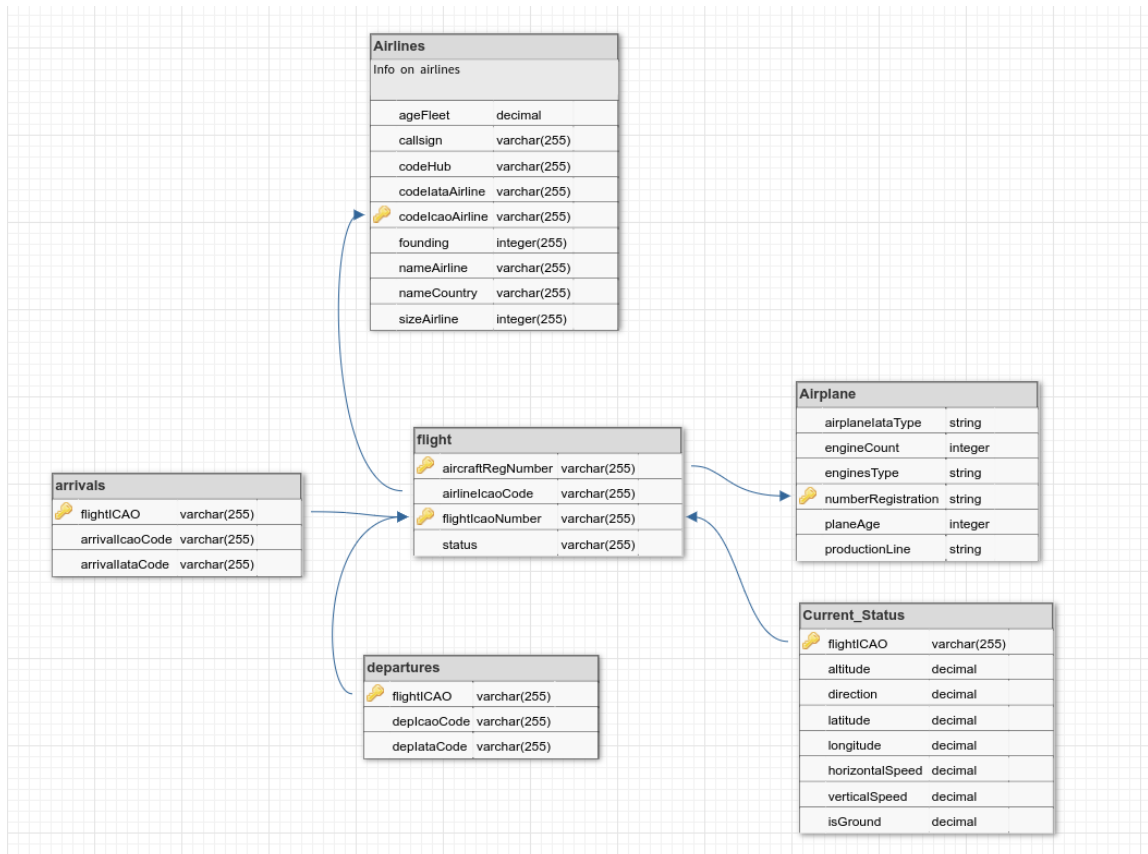 Airlines
Info on airlines
ageFleet decimal
callsign varchar(255)
codeHub varchar(255)
codeIataAirline varchar(255)
codeIcaoAirline varchar(255)
founding integer(255)
nameAirline varchar(255)
nameCountry varchar(255)
sizeAirline integer(255)
Airplane
airplaneIataType string
engineCount integer
enginesType string
numberRegistration string
planeAge integer
productionLine string
flight
aircraftRegNumber varchar(255)
airlineIcaoCode varchar(255)
flightIcaoNumber varchar(255)
status varchar(255)
arrivals
flightICAO varchar(255)
arrivalIcaoCode varchar(255)
arrivalIataCode varchar(255)
Current_Status
flightICAO varchar(255)
altitude decimal
direction decimal
latitude decimal
longitude decimal
horizontalSpeed decimal
verticalSpeed decimal
isGround decimal
departures
flightICAO varchar(255)
depIcaoCode varchar(255)
depIataCode varchar(255)